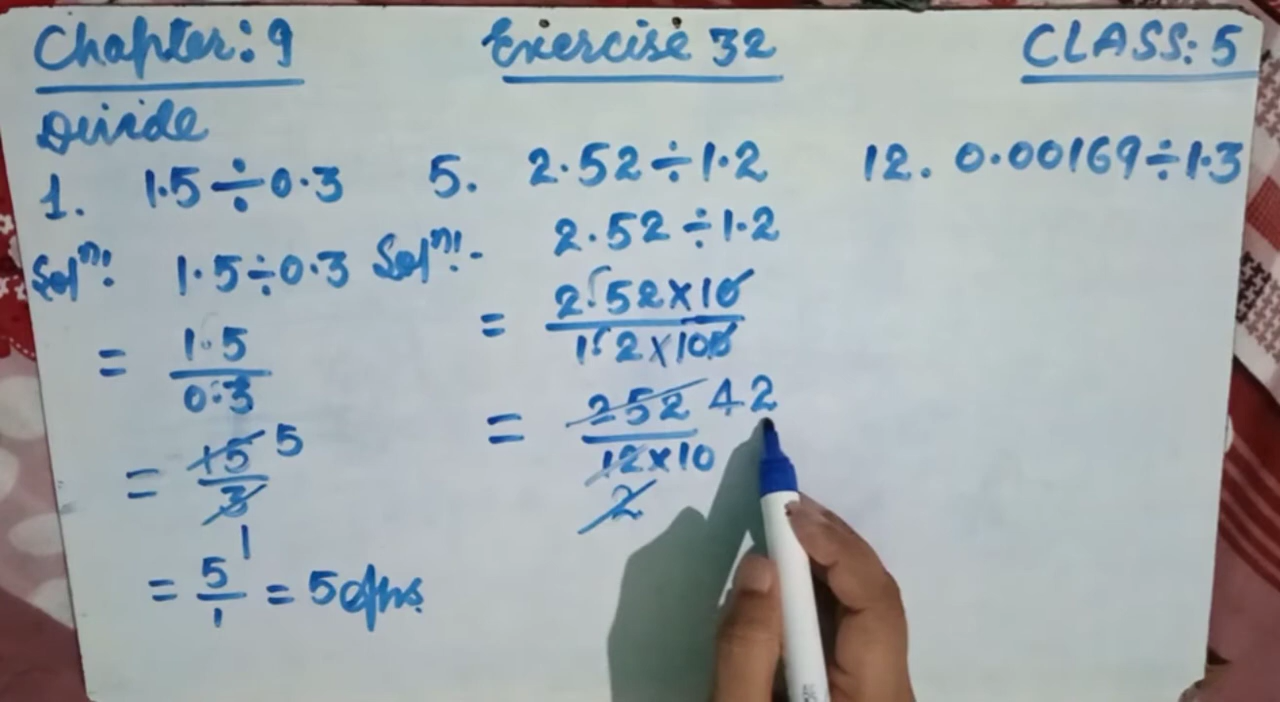 Chapter: 9 Exercise 32 CLASS: 5
Divide
1. 1.5 ÷ 0.3
Solⁿ: 1.5 ÷ 0.3
= 1.5
0.3
= 15 5
3
1
= 5 = 5 Ans.
1
5. 2.52 ÷ 1.2
Solⁿ:- 2.52 ÷ 1.2
= 2.52 × 10
1.2 × 100
= 252 42
12 × 10
2
12. 0.00169 ÷ 1.3